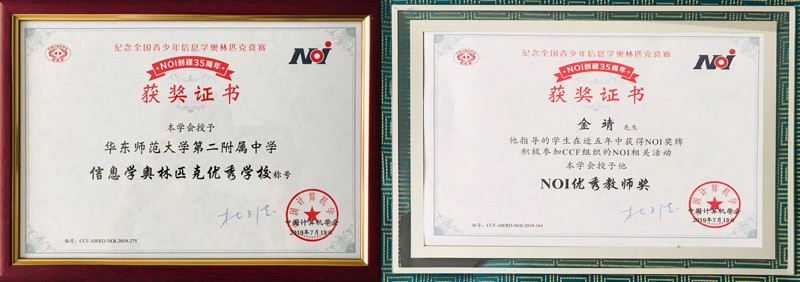 纪念全国青少年信息学奥林匹克竞赛
NOI
NOI创建35周年
获奖证书
本学会授予
华东师范大学第二附属中学
信息学奥林匹克优秀学校称号
中国计算机学会
2019年7月19日
编号：CCF-AWRD-NOI-2019-275
纪念全国青少年信息学奥林匹克竞赛
NOI
NOI创建35周年
获奖证书
金靖 先生
他指导的学生在近五年中获得NOI奖牌
积极参加CCF组织的NOI相关活动
本学会授予他
NOI优秀教师奖
中国计算机学会
2019年7月19日
编号：CCF-AWRD-NOI-2019-161